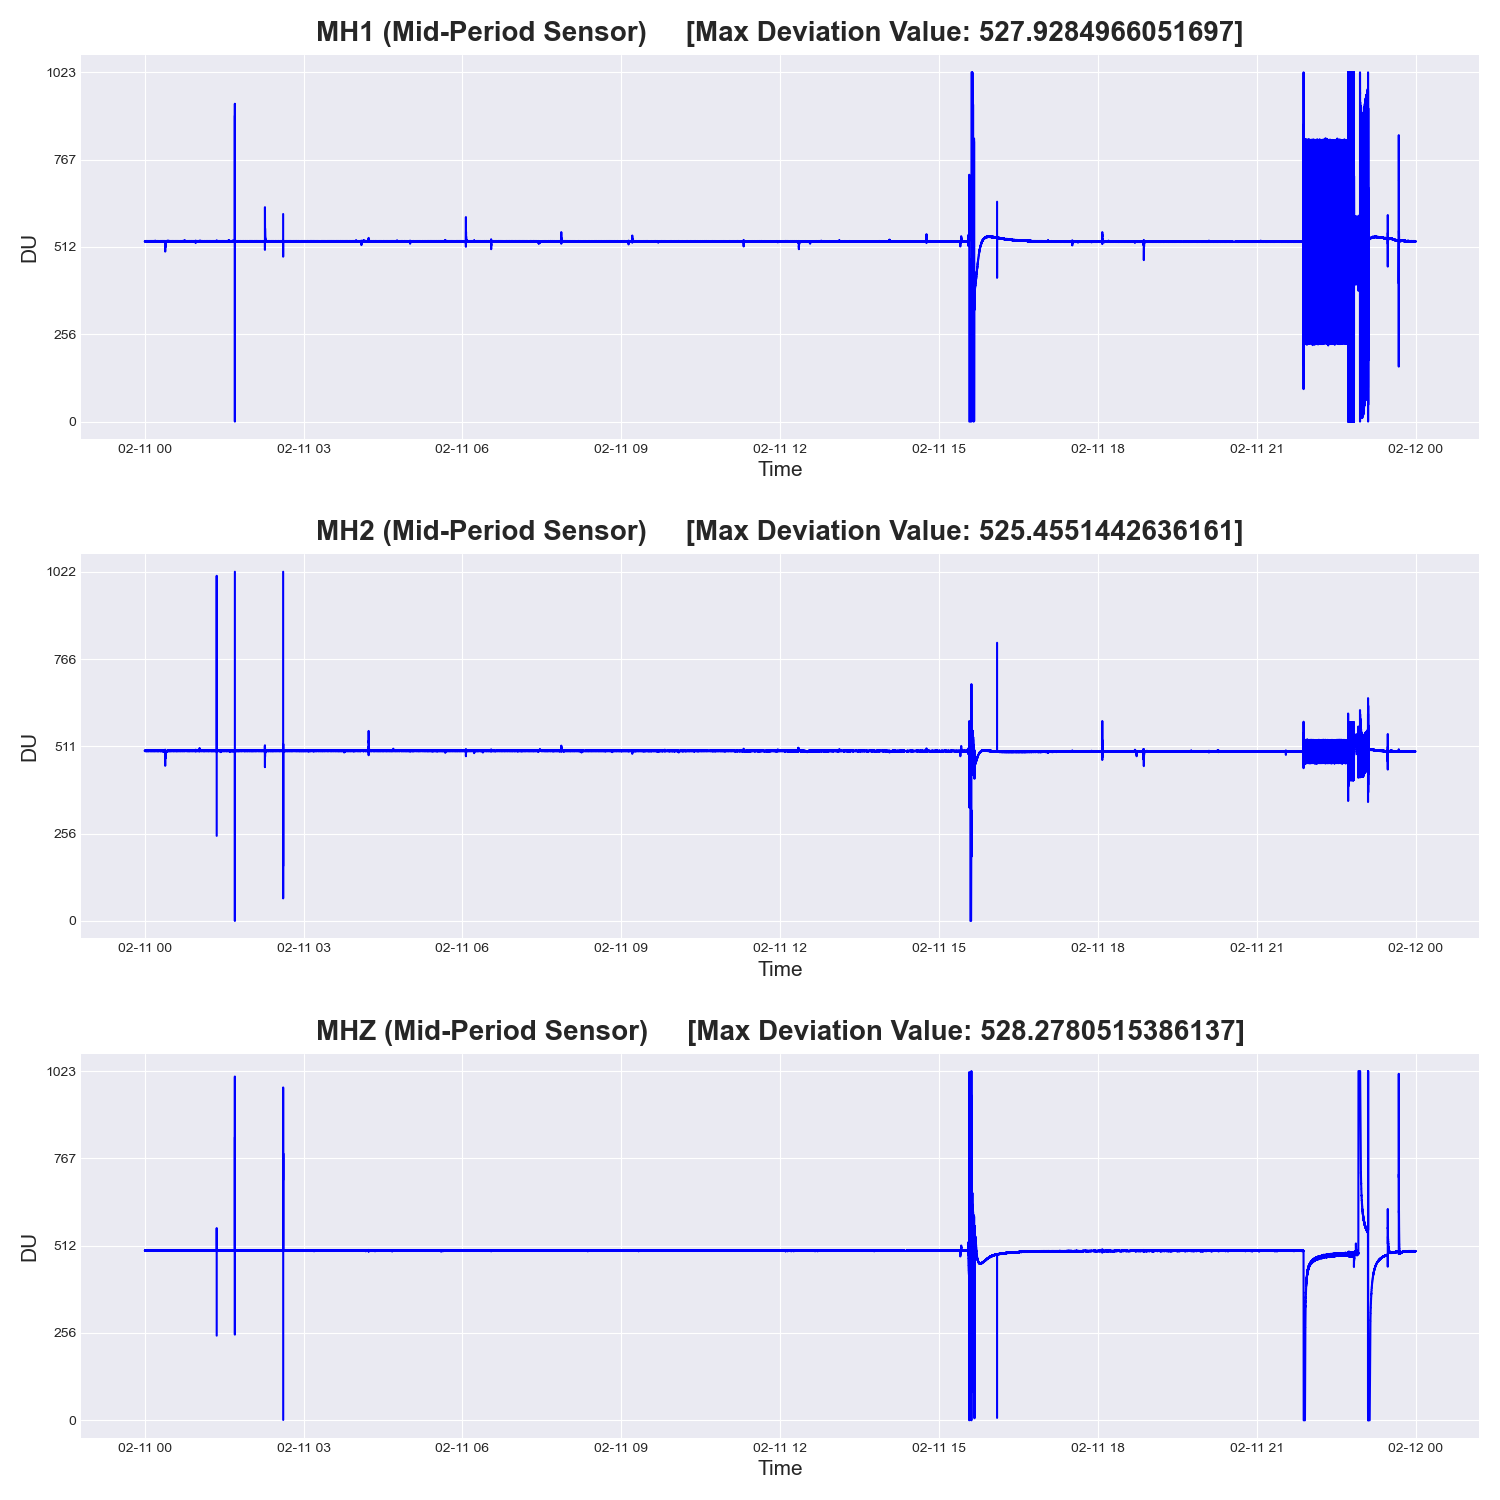 MH1 (Mid-Period Sensor) [Max Deviation Value: 527.9284966051697]
1023
767
512
256
0
DU
02-11 00 02-11 03 02-11 06 02-11 09 02-11 12 02-11 15 02-11 18 02-11 21 02-12 00
Time
MH2 (Mid-Period Sensor) [Max Deviation Value: 525.4551442636161]
1022
766
511
256
0
DU
02-11 00 02-11 03 02-11 06 02-11 09 02-11 12 02-11 15 02-11 18 02-11 21 02-12 00
Time
MHZ (Mid-Period Sensor) [Max Deviation Value: 528.2780515386137]
1023
767
512
256
0
DU
02-11 00 02-11 03 02-11 06 02-11 09 02-11 12 02-11 15 02-11 18 02-11 21 02-12 00
Time